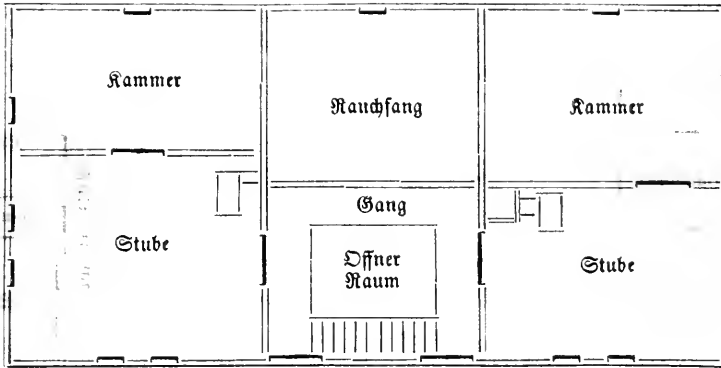 Kammer
Rauchfang
Kammer
Gang
Stube
Offner
Raum
Stube